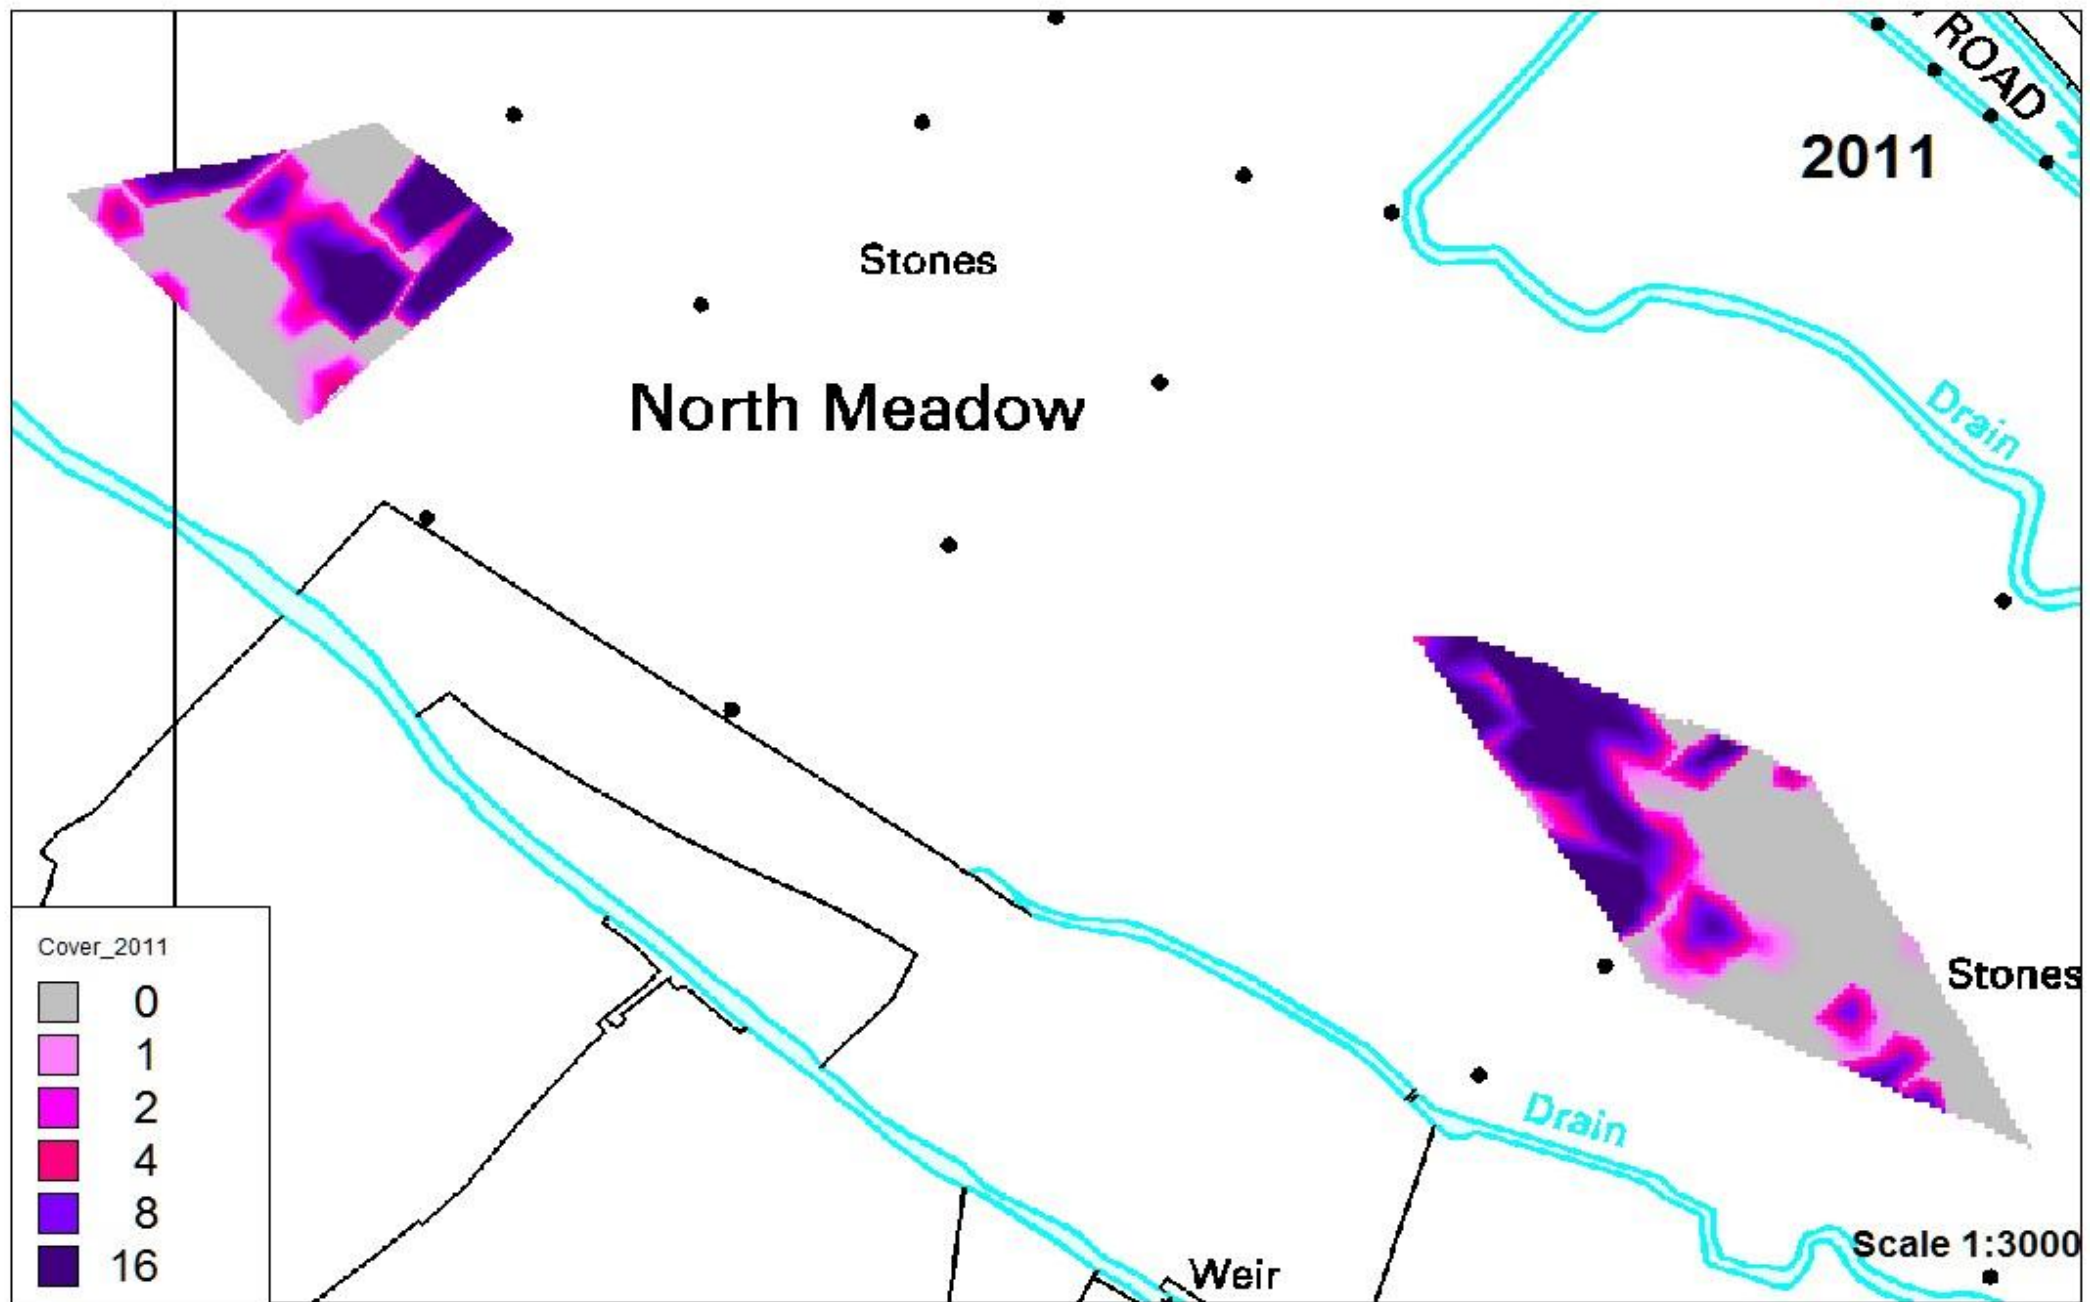 ROAD
2011
Stones
North Meadow
Drain
Stones
Cover_2011
0
1
2
4
8
16
Drain
Scale 1:3000
Weir